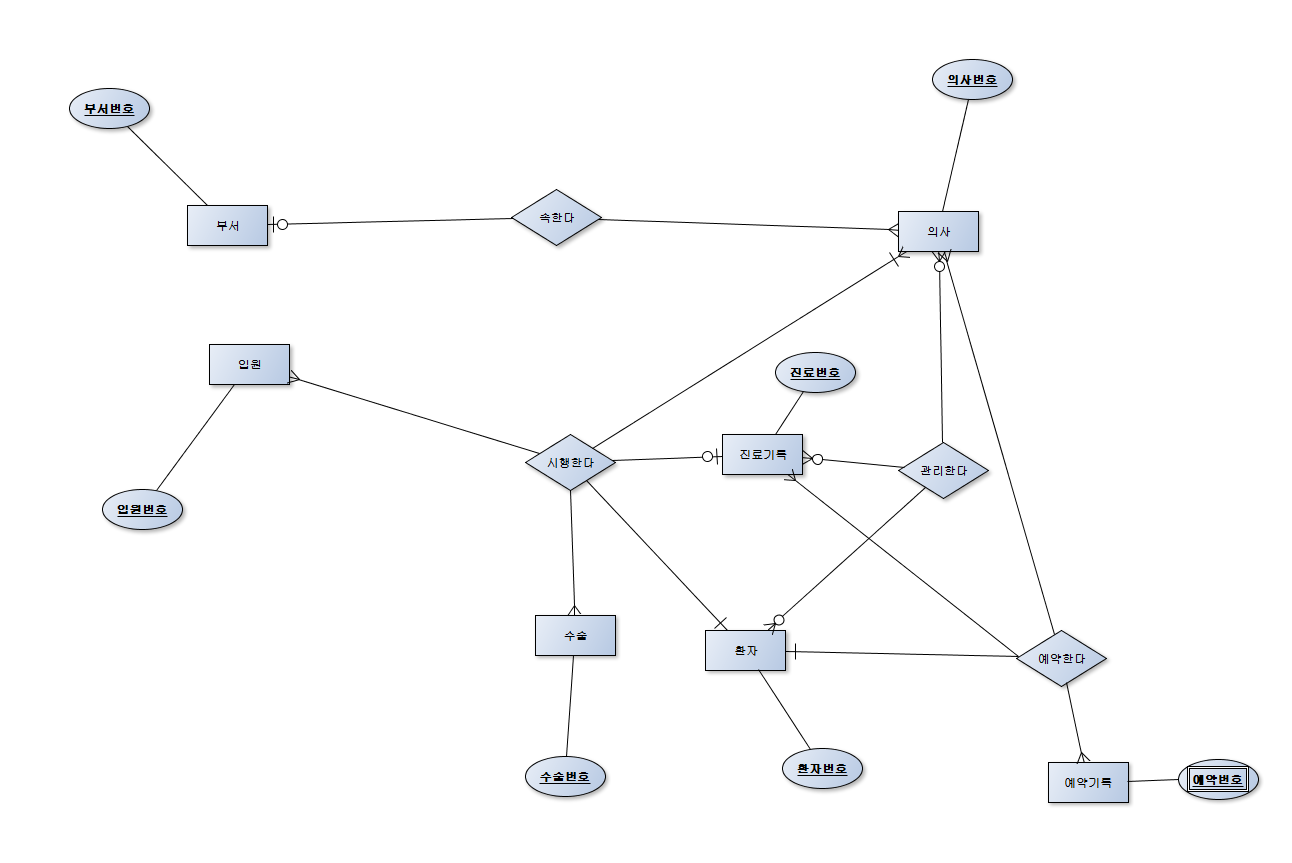 의사번호
부서번호
속한다
부서
의사
입원
진료번호
진료기록
시행한다
관리한다
입원번호
수술
환자
예약한다
환자번호
수술번호
예약기록
예약번호